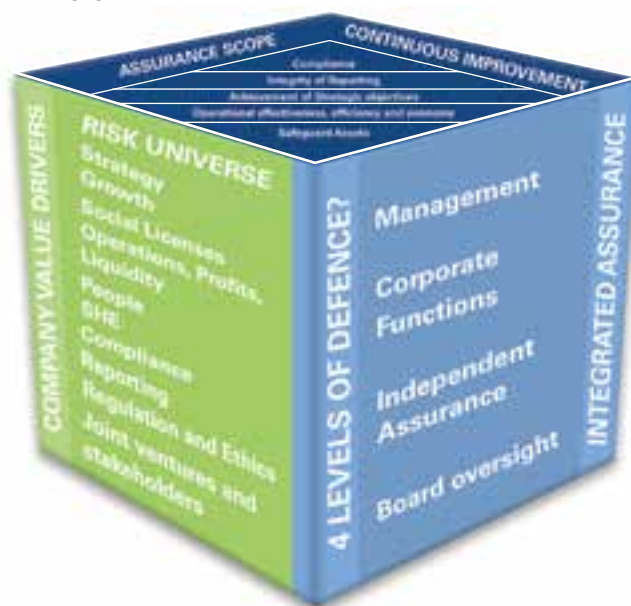 ASSURANCE SCOPE
CONTINUOUS IMPROVEMENT
Compliance
Integrity of Reporting
Achievement of Strategic objectives
Operational effectiveness, efficiency and economy
Safeguard Assets
COMPANY VALUE DRIVERS
RISK UNIVERSE
Strategy
Growth
Social Licenses
Operations, Profits,
Liquidity
People
SHE
Compliance
Reporting
Regulation and Ethics
Joint ventures and
stakeholders
4 LEVELS OF DEFENCE?
Management
Corporate
Functions
Independent
Assurance
Board oversight
INTEGRATED ASSURANCE